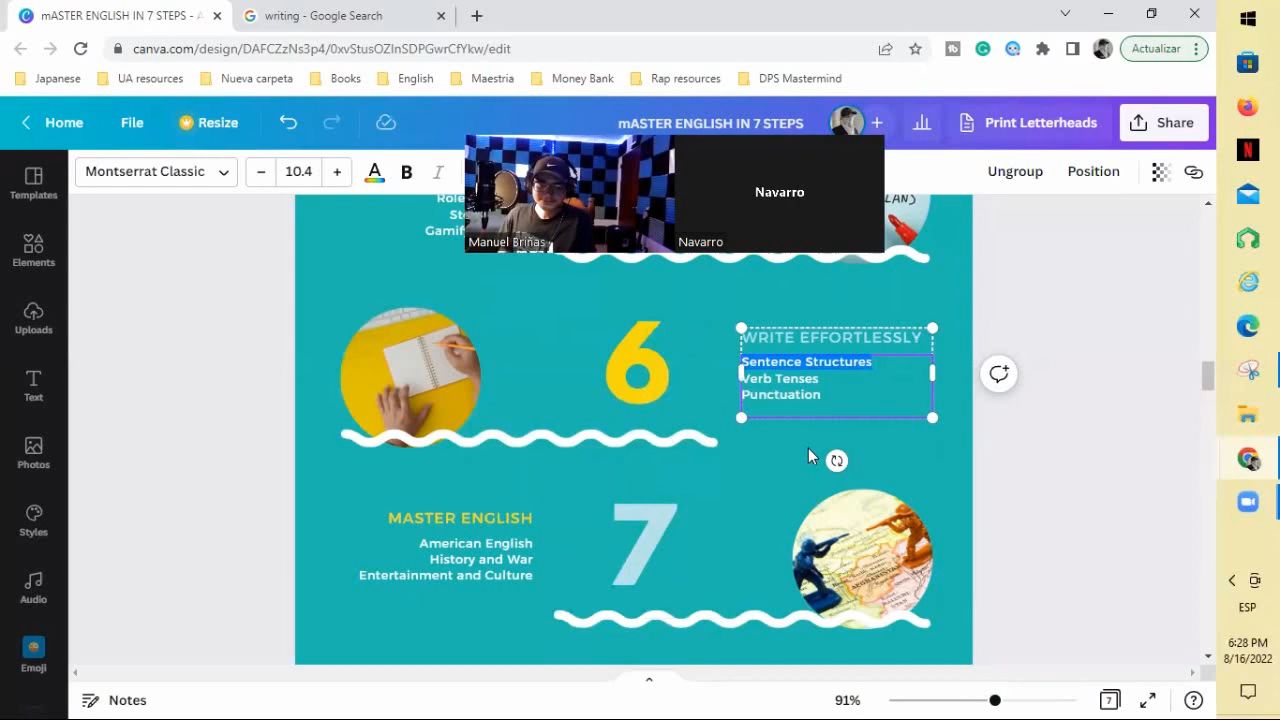 mASTER ENGLISH IN 7 STEPS - A
writing - Google Search
canva.com/design/DAFCZzNs3p4/0xvStusOZInSDPGwrCfYkw/edit
Actualizar
Japanese
UA resources
Nueva carpeta
Books
English
Maestria
Money Bank
Rap resources
DPS Mastermind
Home
File
Resize
mASTER ENGLISH IN 7 STEPS
Print Letterheads
Share
Montserrat Classic
10.4
A
B
I
Ungroup
Position
Templates
Elements
Uploads
Text
Photos
Styles
Audio
Emoji
Gamif
Manuel Briñas
Navarro
Navarro
6
WRITE EFFORTLESSLY
Sentence Structures
Verb Tenses
Punctuation
MASTER ENGLISH
American English
History and War
Entertainment and Culture
7
AFGHANISTAN
Notes
91%
7
ESP
6:28 PM
8/16/2022